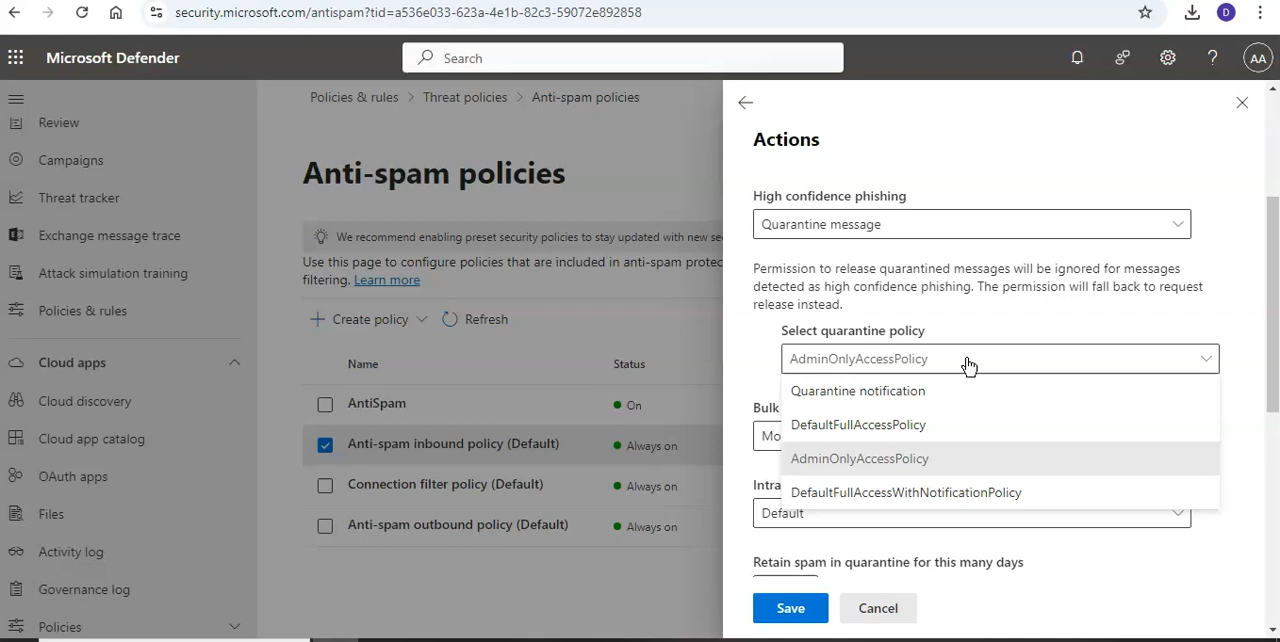 security.microsoft.com/antispam?tid=a536e033-623a-4e1b-82c3-59072e892858
D
Microsoft Defender
Search
AA
Review
Campaigns
Threat tracker
Exchange message trace
Attack simulation training
Policies & rules
Cloud apps
Cloud discovery
Cloud app catalog
OAuth apps
Files
Activity log
Governance log
Policies
Policies & rules > Threat policies > Anti-spam policies
Anti-spam policies
We recommend enabling preset security policies to stay updated with new se
Use this page to configure policies that are included in anti-spam protec
filtering. Learn more
Create policy
Refresh
Name Status
AntiSpam On
Anti-spam inbound policy (Default) Always on
Connection filter policy (Default) Always on
Anti-spam outbound policy (Default) Always on
Actions
High confidence phishing
Quarantine message
Permission to release quarantined messages will be ignored for messages
detected as high confidence phishing. The permission will fall back to request
release instead.
Select quarantine policy
AdminOnlyAccessPolicy
Quarantine notification
DefaultFullAccessPolicy
AdminOnlyAccessPolicy
DefaultFullAccessWithNotificationPolicy
Bulk
Mo
Intra
Default
Retain spam in quarantine for this many days
Save
Cancel